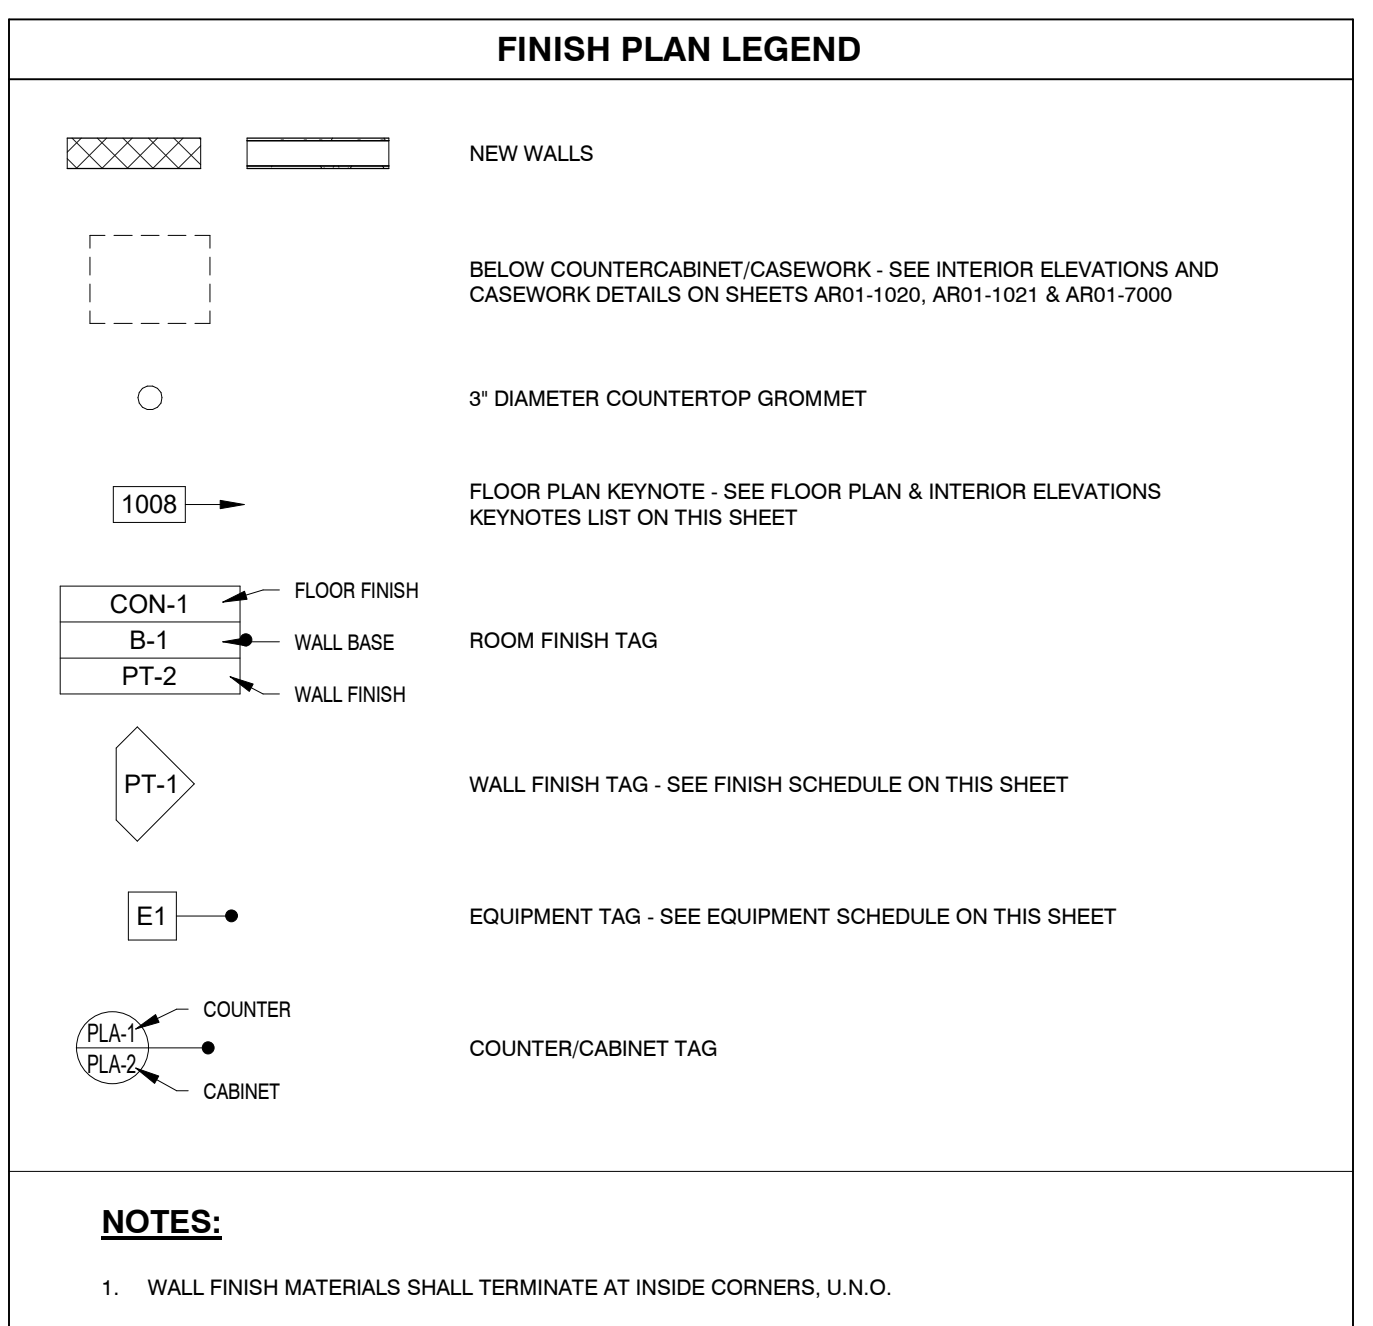 FINISH PLAN LEGEND
NEW WALLS
BELOW COUNTERCABINET/CASEWORK - SEE INTERIOR ELEVATIONS AND
CASEWORK DETAILS ON SHEETS AR01-1020, AR01-1021 & AR01-7000
3" DIAMETER COUNTERTOP GROMMET
1008
FLOOR PLAN KEYNOTE - SEE FLOOR PLAN & INTERIOR ELEVATIONS
KEYNOTES LIST ON THIS SHEET
CON-1
FLOOR FINISH
B-1
WALL BASE
ROOM FINISH TAG
PT-2
WALL FINISH
PT-1
WALL FINISH TAG - SEE FINISH SCHEDULE ON THIS SHEET
E1
EQUIPMENT TAG - SEE EQUIPMENT SCHEDULE ON THIS SHEET
COUNTER
PLA-1
PLA-2
COUNTER/CABINET TAG
CABINET
NOTES:
1. WALL FINISH MATERIALS SHALL TERMINATE AT INSIDE CORNERS, U.N.O.